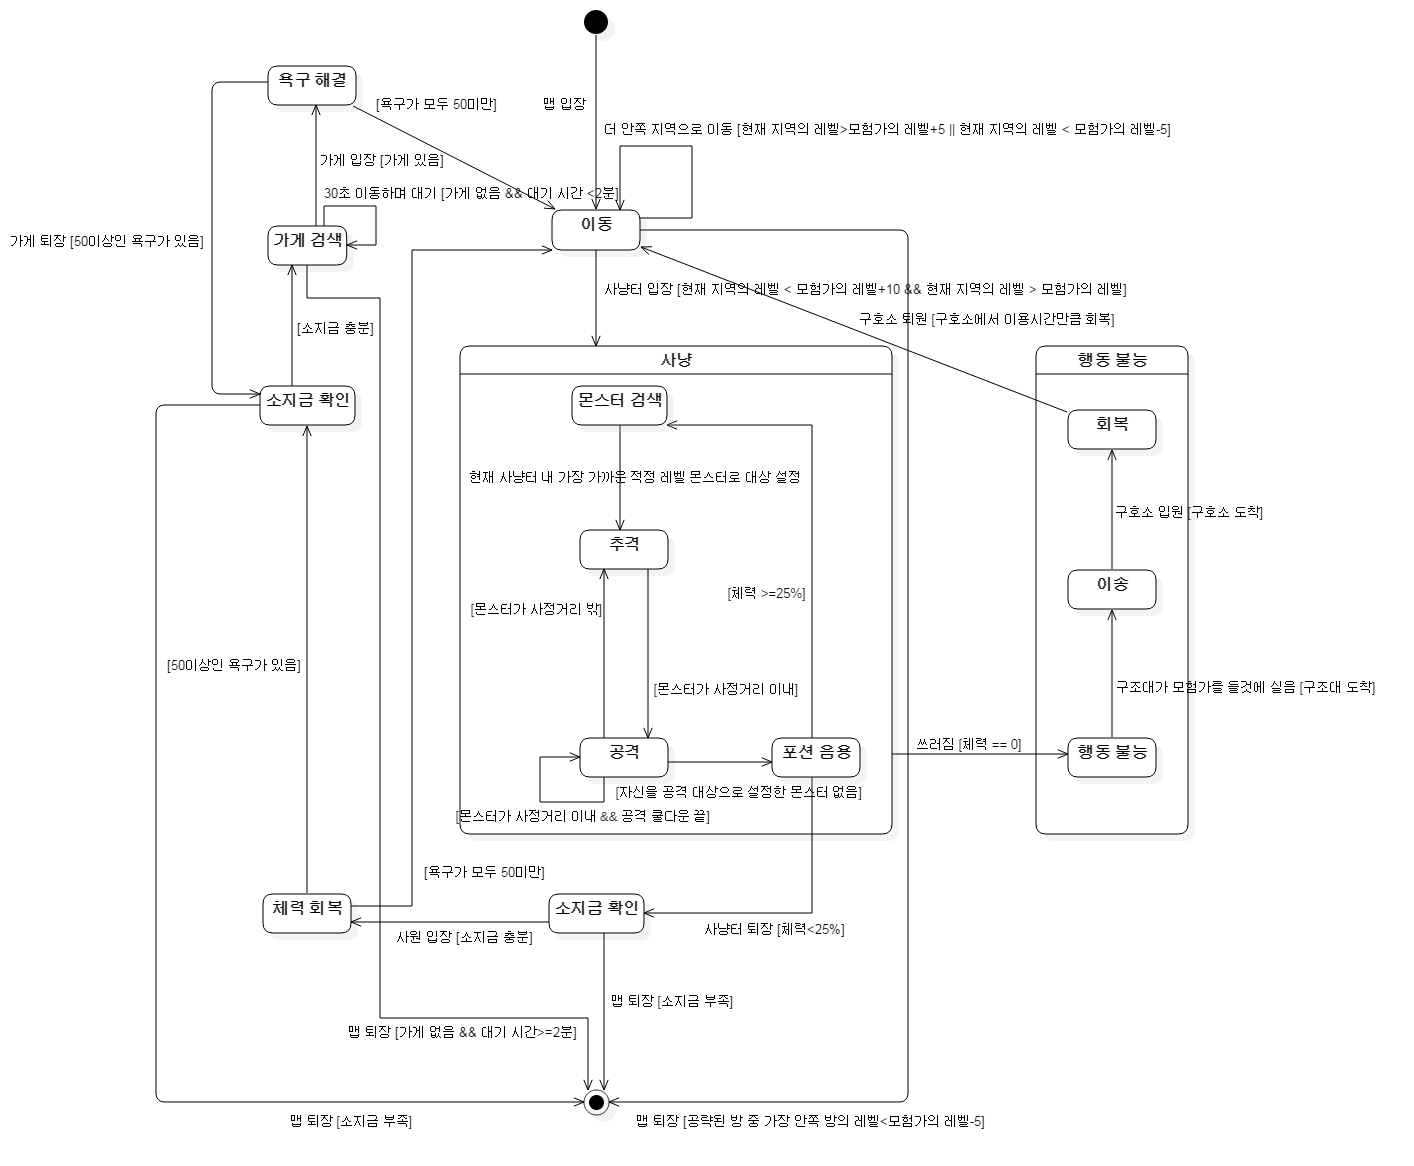 욕구 해결
[욕구가 모두 50미만]
맵 입장
더 안쪽 지역으로 이동 [현재 지역의 레벨>모험가의 레벨+5 || 현재 지역의 레벨 < 모험가의 레벨-5]
가게 입장 [가게 있음]
30초 이동하며 대기 [가게 없음 && 대기 시간 <2분]
이동
가게 검색
가게 퇴장 [50이상인 욕구가 있음]
사냥터 입장 [현재 지역의 레벨 < 모험가의 레벨+10 && 현재 지역의 레벨 > 모험가의 레벨]
구호소 퇴원 [구호소에서 이용시간만큼 회복]
[소지금 충분]
사냥
행동 불능
소지금 확인
몬스터 검색
회복
현재 사냥터 내 가장 가까운 적정 레벨 몬스터로 대상 설정
구호소 입원 [구호소 도착]
추격
이송
[체력 >=25%]
[몬스터가 사정거리 밖]
[50이상인 욕구가 있음]
[몬스터가 사정거리 이내]
구조대가 모험가를 들것에 실음 [구조대 도착]
공격
포션 음용
쓰러짐 [체력 == 0]
행동 불능
[자신을 공격 대상으로 설정한 몬스터 없음]
[몬스터가 사정거리 이내 && 공격 쿨다운 끝]
[욕구가 모두 50미만]
체력 회복
소지금 확인
사원 입장 [소지금 충분]
사냥터 퇴장 [체력<25%]
맵 퇴장 [소지금 부족]
맵 퇴장 [가게 없음 && 대기 시간>=2분]
맵 퇴장 [소지금 부족]
맵 퇴장 [공략된 방 중 가장 안쪽 방의 레벨<모험가의 레벨-5]